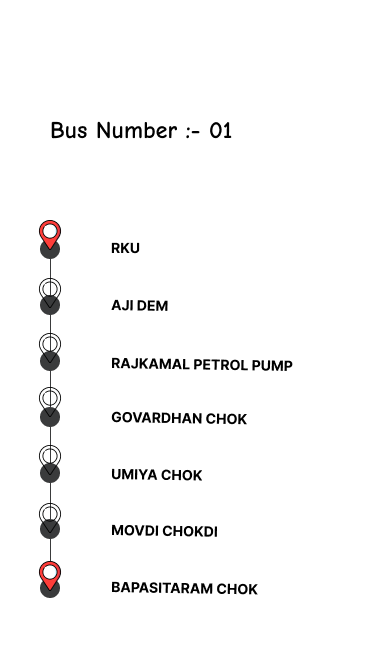 Bus Number :- 01
RKU
AJI DEM
RAJKAMAL PETROL PUMP
GOVARDHAN CHOK
UMIYA CHOK
MOVDI CHOKDI
BAPASITARAM CHOK